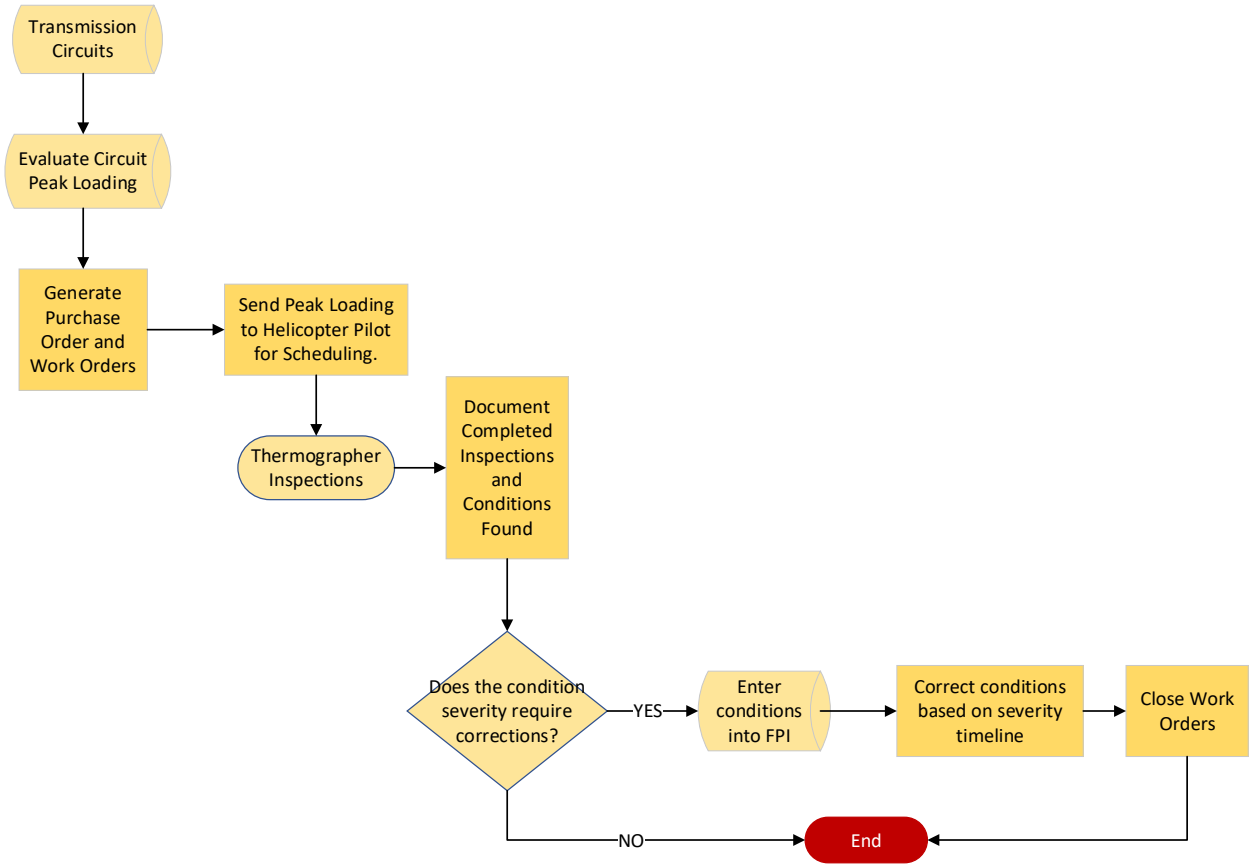 Transmission
Circuits
Evaluate Circuit
Peak Loading
Generate
Purchase
Order and
Work Orders
Send Peak Loading
to Helicopter Pilot
for Scheduling.
Thermographer
Inspections
Document
Completed
Inspections
and
Conditions
Found
Does the condition
severity require
corrections?
YES
Enter
conditions
into FPI
Correct conditions
based on severity
timeline
Close Work
Orders
NO
End